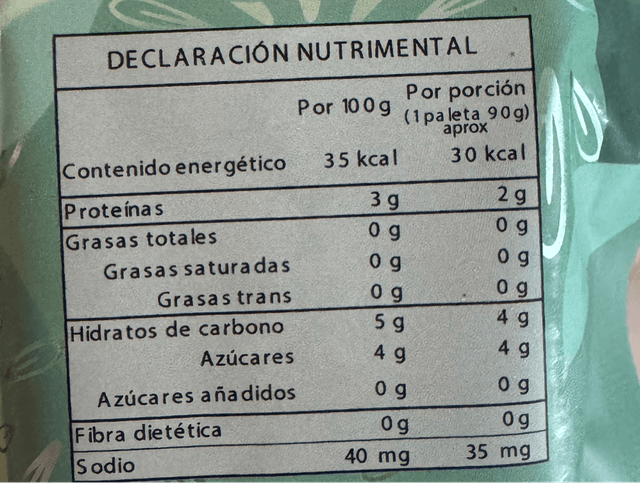 DECLARACIÓN NUTRIMENTAL
Por 100g Por porción
(1 paleta 90g)
aprox
Contenido energético 35 kcal 30 kcal
Proteínas 3 g 2 g
Grasas totales 0 g 0 g
Grasas saturadas 0 g 0 g
Grasas trans 0 g 0 g
Hidratos de carbono 5 g 4 g
Azúcares 4 g 4 g
Azúcares añadidos 0 g 0 g
Fibra dietética 0g 0g
Sodio 40 mg 35 mg